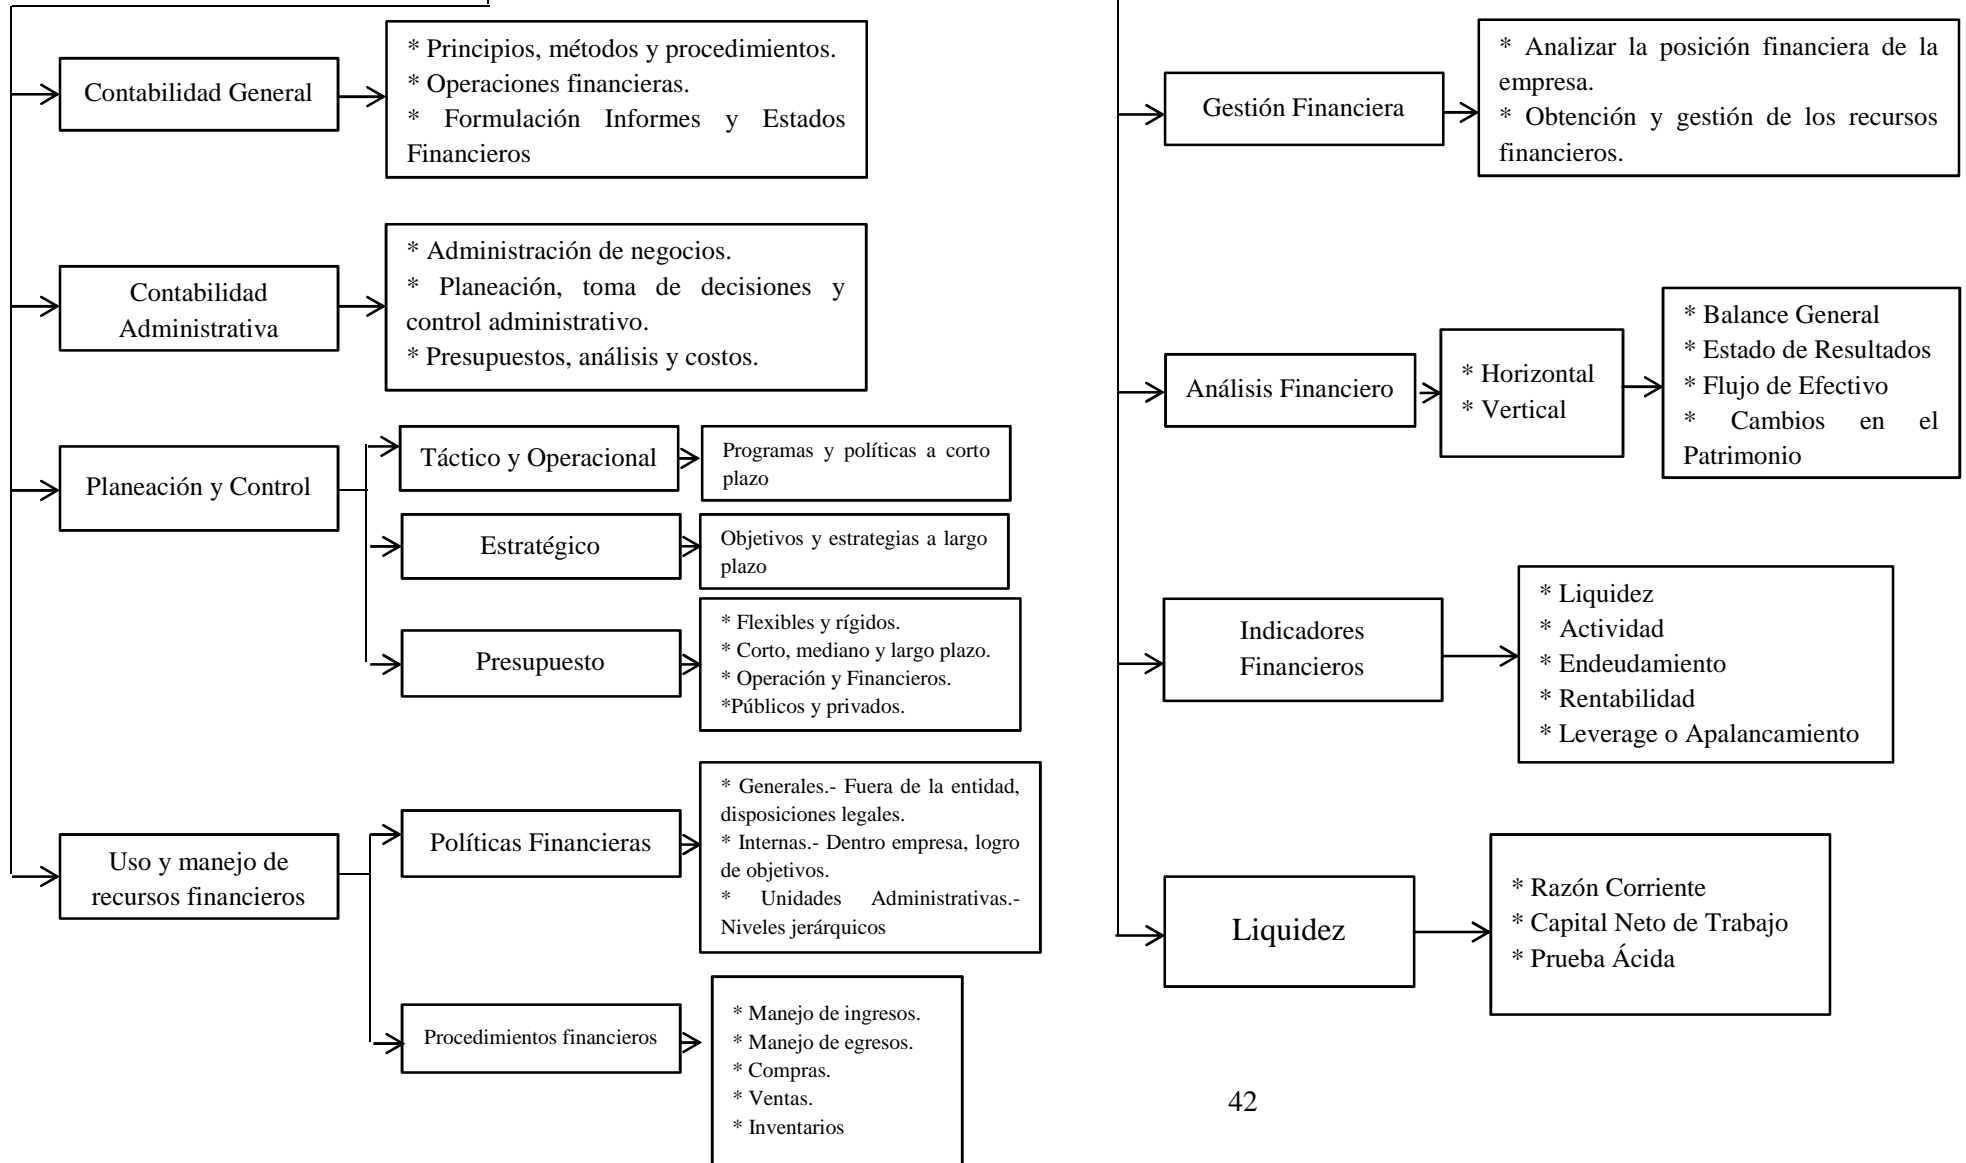 Contabilidad General
* Principios, métodos y procedimientos.
* Operaciones financieras.
* Formulación Informes y Estados
Financieros
Contabilidad
Administrativa
* Administración de negocios.
* Planeación, toma de decisiones y
control administrativo.
* Presupuestos, análisis y costos.
Planeación y Control
Táctico y Operacional
Programas y políticas a corto
plazo
Estratégico
Objetivos y estrategias a largo
plazo
Presupuesto
* Flexibles y rígidos.
* Corto, mediano y largo plazo.
* Operación y Financieros.
*Públicos y privados.
Uso y manejo de
recursos financieros
Políticas Financieras
* Generales.- Fuera de la entidad,
disposiciones legales.
* Internas.- Dentro empresa, logro
de objetivos.
* Unidades Administrativas.-
Niveles jerárquicos
Procedimientos financieros
* Manejo de ingresos.
* Manejo de egresos.
* Compras.
* Ventas.
* Inventarios
Gestión Financiera
* Analizar la posición financiera de la
empresa.
* Obtención y gestión de los recursos
financieros.
Análisis Financiero
* Horizontal
* Vertical
* Balance General
* Estado de Resultados
* Flujo de Efectivo
* Cambios en el
Patrimonio
Indicadores
Financieros
* Liquidez
* Actividad
* Endeudamiento
* Rentabilidad
* Leverage o Apalancamiento
Liquidez
* Razón Corriente
* Capital Neto de Trabajo
* Prueba Ácida
42